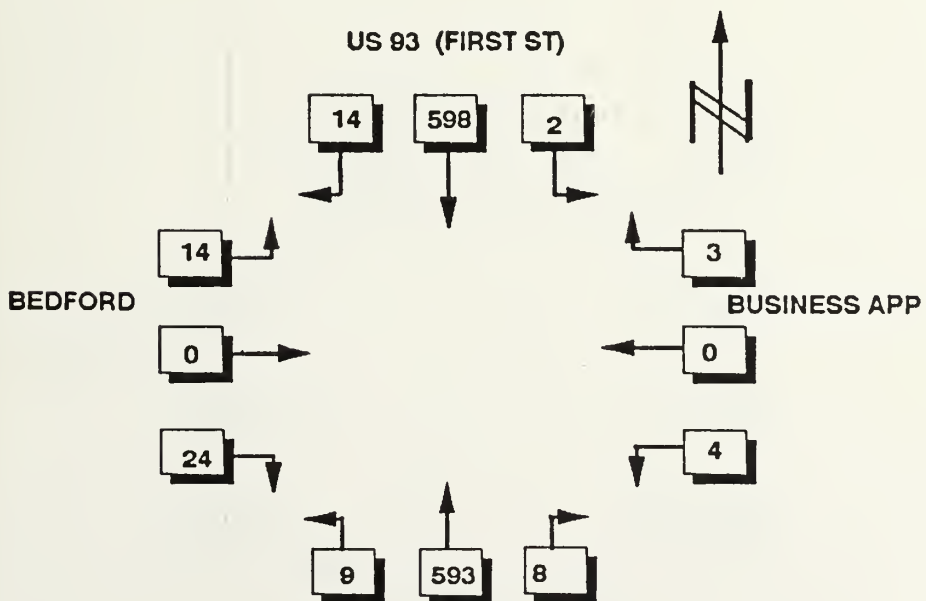 US 93 (FIRST ST)
14 598 2
14 3
BEDFORD BUSINESS APP
0 0
24 4
9 593 8